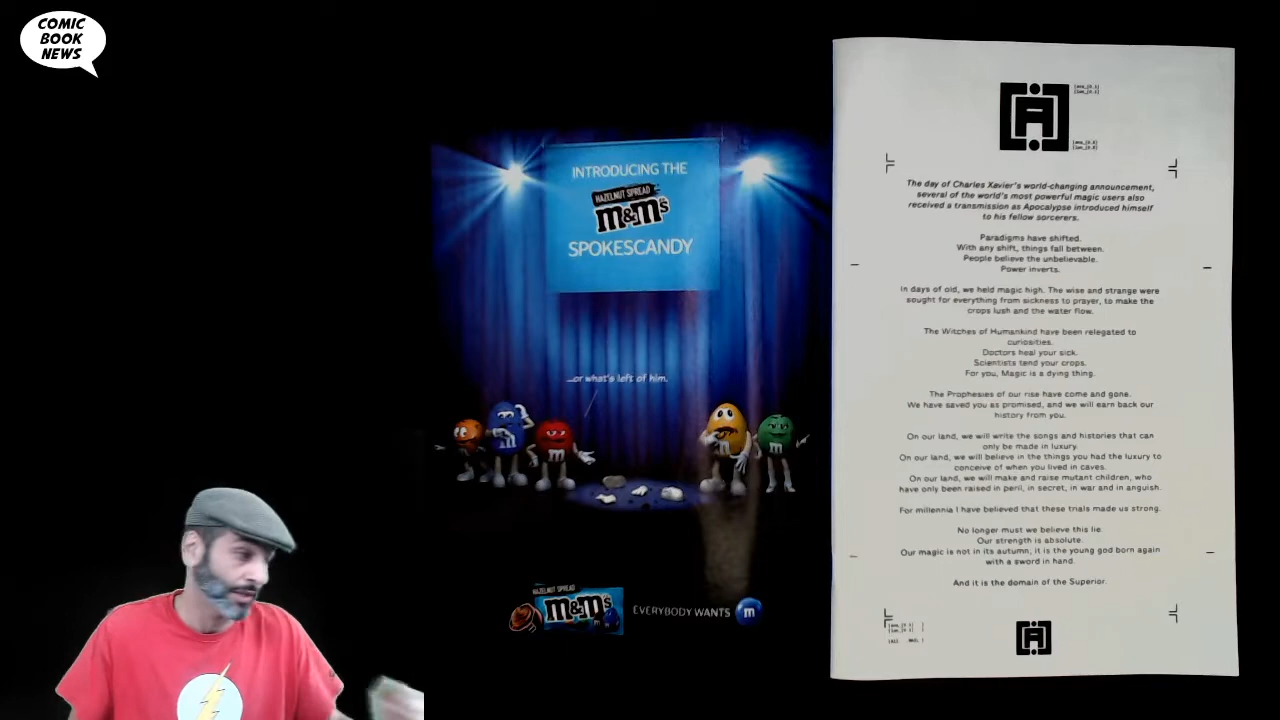 COMIC
BOOK
NEWS
INTRODUCING THE
HAZELNUT SPREAD
m&m's
SPOKESCANDY
...or what's left of him.
m
m
m
m
HAZELNUT SPREAD
m&m's
EVERYBODY WANTS m
A
The day of Charles Xavier's world-changing announcement,
several of the world's most powerful magic users also
received a transmission as Apocalypse introduced himself
to his fellow sorcerers.
Paradigms have shifted.
With any shift, things fall between.
People believe the unbelievable.
Power inverts.
In days of old, we held magic high. The wise and strange were
sought for everything from sickness to prayer, to make the
crops lush and the water flow.
The Witches of Humankind have been relegated to
curiosities.
Doctors heal your sick.
Scientists tend your crops.
For you, Magic is a dying thing.
The Prophesies of our rise have come and gone.
We have saved you as promised, and we will earn back our
history from you.
On our land, we will write the songs and histories that can
only be made in luxury.
On our land, we will believe in the things you had the luxury to
conceive of when you lived in caves.
On our land, we will make and raise mutant children, who
have only been raised in peril, in secret, in war and in anguish.
For millennia I have believed that these trials made us strong.
No longer must we believe this lie.
Our strength is absolute.
Our magic is not in its autumn, it is the young god born again
with a sword in hand.
And it is the domain of the Superior.
A